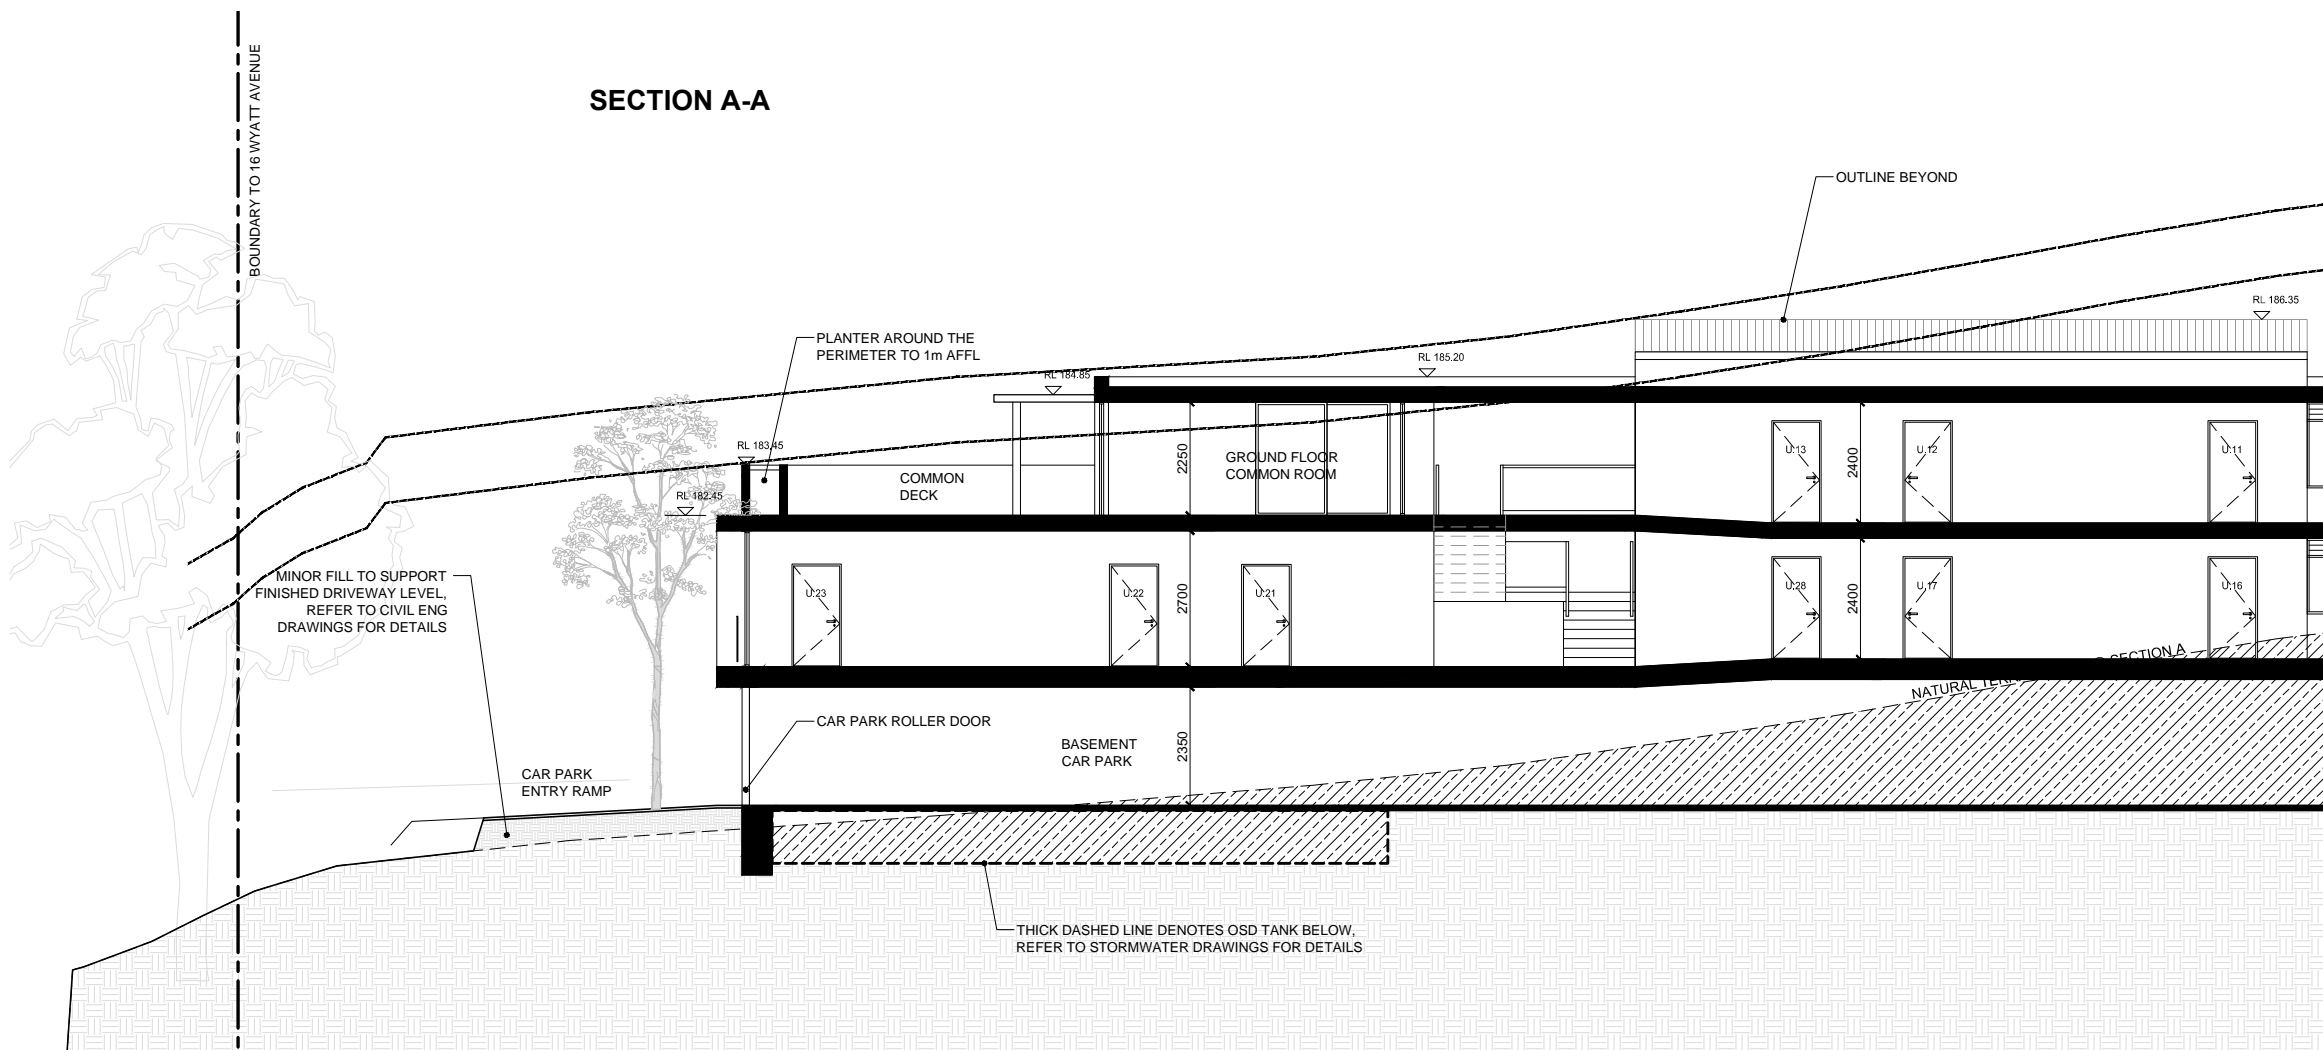 BOUNDARY TO 16 WYATT AVENUE
SECTION A-A
OUTLINE BEYOND
RL 186.35
PLANTER AROUND THE
PERIMETER TO 1m AFFL
RL 185.20
RL 184.85
RL 183.45
RL 182.45
COMMON
DECK
2250
GROUND FLOOR
COMMON ROOM
U.13
2400
U.12
U.11
MINOR FILL TO SUPPORT
FINISHED DRIVEWAY LEVEL,
REFER TO CIVIL ENG
DRAWINGS FOR DETAILS
U.23
U.22
2700
U.21
U.28
2400
U.17
U.16
NATURAL
SECTION A
CAR PARK ROLLER DOOR
BASEMENT
CAR PARK
2350
CAR PARK
ENTRY RAMP
THICK DASHED LINE DENOTES OSD TANK BELOW,
REFER TO STORMWATER DRAWINGS FOR DETAILS